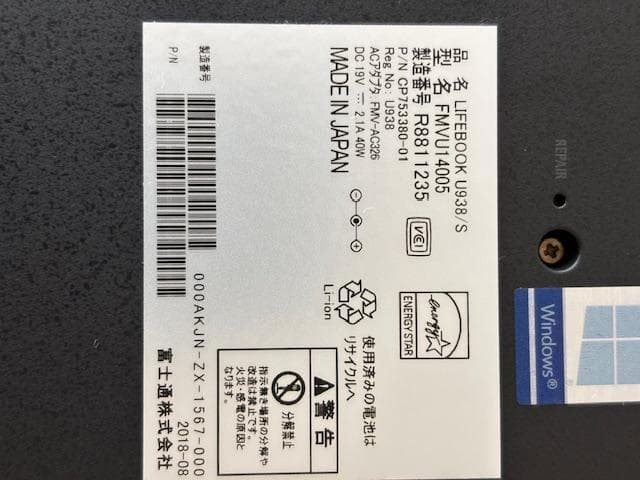 品 名 LIFEBOOK U938/S
型 名 FMVU14005
製造番号 R8811235
P/N CP753380-01
Reg No: U938
ACアダプタ: FMV-AC326
DC 19V ⎓ 2.1A 40W
MADE IN JAPAN
VCI
energy
ENERGY STAR
Li-ion
使用済みの電池は
リサイクルへ
警告
分解禁止
指示無き場所の分解や
改造は禁止です。
火災・感電の原因と
なります。
製造番号
P/N
000AKJN-ZX-1567-000
2018-08
富士通株式会社
REPAIR
Windows®